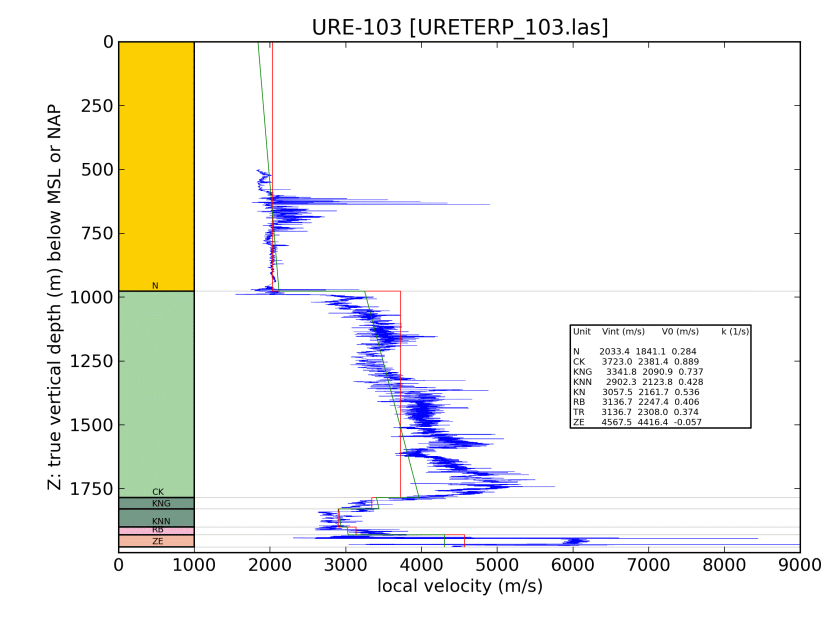 URE-103 [URETERP_103.las]
0
250
500
750
1000
1250
1500
1750
Z: true vertical depth (m) below MSL or NAP
N
CK
KNG
KNN
RB
ZE
Unit Vint (m/s) V0 (m/s) k (1/s)
N 2033.4 1841.1 0.284
CK 3723.0 2381.4 0.889
KNG 3341.8 2090.9 0.737
KNN 2902.3 2123.8 0.428
KN 3057.5 2161.7 0.536
RB 3136.7 2247.4 0.406
TR 3136.7 2308.0 0.374
ZE 4567.5 4416.4 -0.057
0 1000 2000 3000 4000 5000 6000 7000 8000 9000
local velocity (m/s)